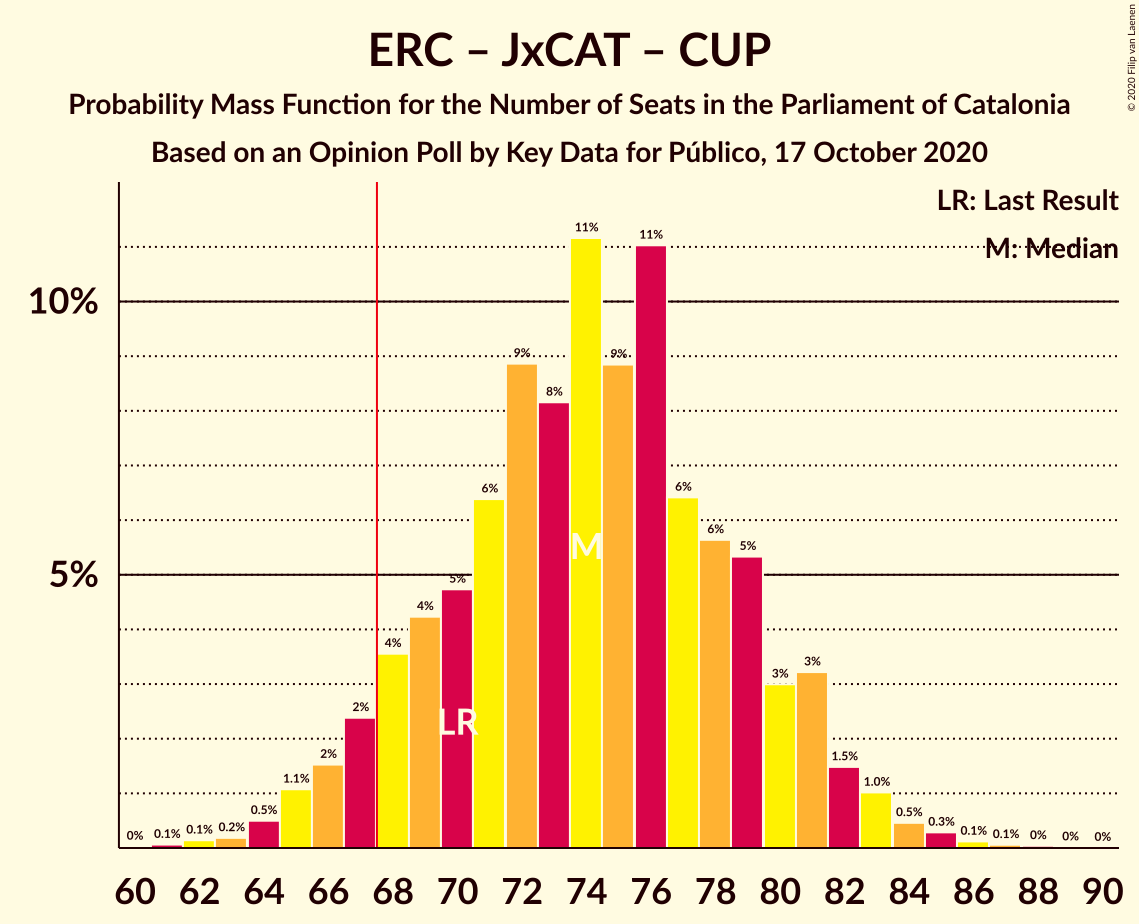 ERC – JxCAT – CUP
Probability Mass Function for the Number of Seats in the Parliament of Catalonia
Based on an Opinion Poll by Key Data for Público, 17 October 2020
© 2020 Filip van Laenen
LR: Last Result
M: Median
10%
5%
0% 0.1% 0.1% 0.2% 0.5% 1.1% 2% 2% 4% 4% 5% 6% 9% 8% 11% 9% 11% 6% 6% 5% 3% 3% 1.5% 1.0% 0.5% 0.3% 0.1% 0.1% 0% 0% 0%
M
LR
60 62 64 66 68 70 72 74 76 78 80 82 84 86 88 90